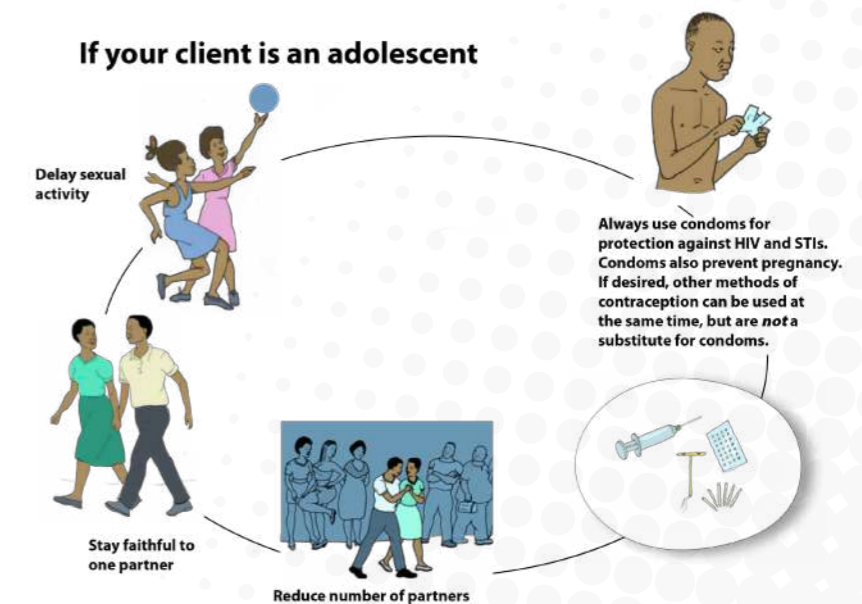 If your client is an adolescent
Delay sexual
activity
Always use condoms for
protection against HIV and STIs.
Condoms also prevent pregnancy.
If desired, other methods of
contraception can be used at
the same time, but are not a
substitute for condoms.
Stay faithful to
one partner
Reduce number of partners